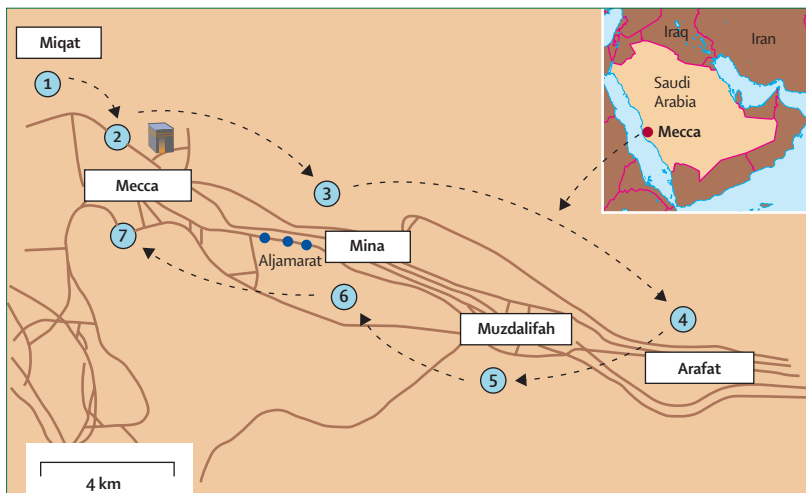 Miqat
1
2
Mecca
3
7
Aljamarat
Mina
6
4
Muzdalifah
5
Arafat
4 km
Iraq
Iran
Saudi
Arabia
Mecca